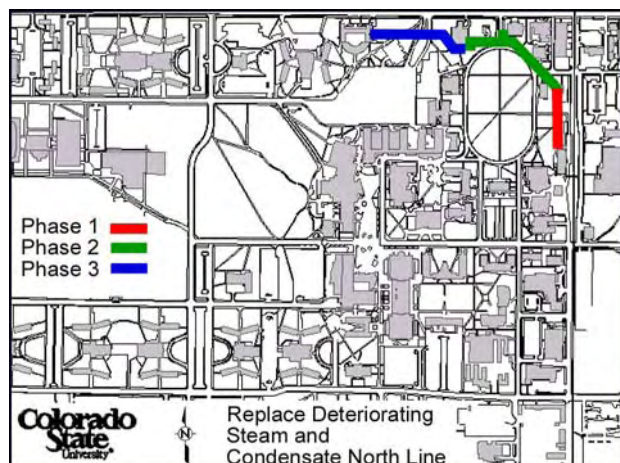 Phase 1
Phase 2
Phase 3
Colorado
State
University
N
Replace Deteriorating
Steam and
Condensate North Line